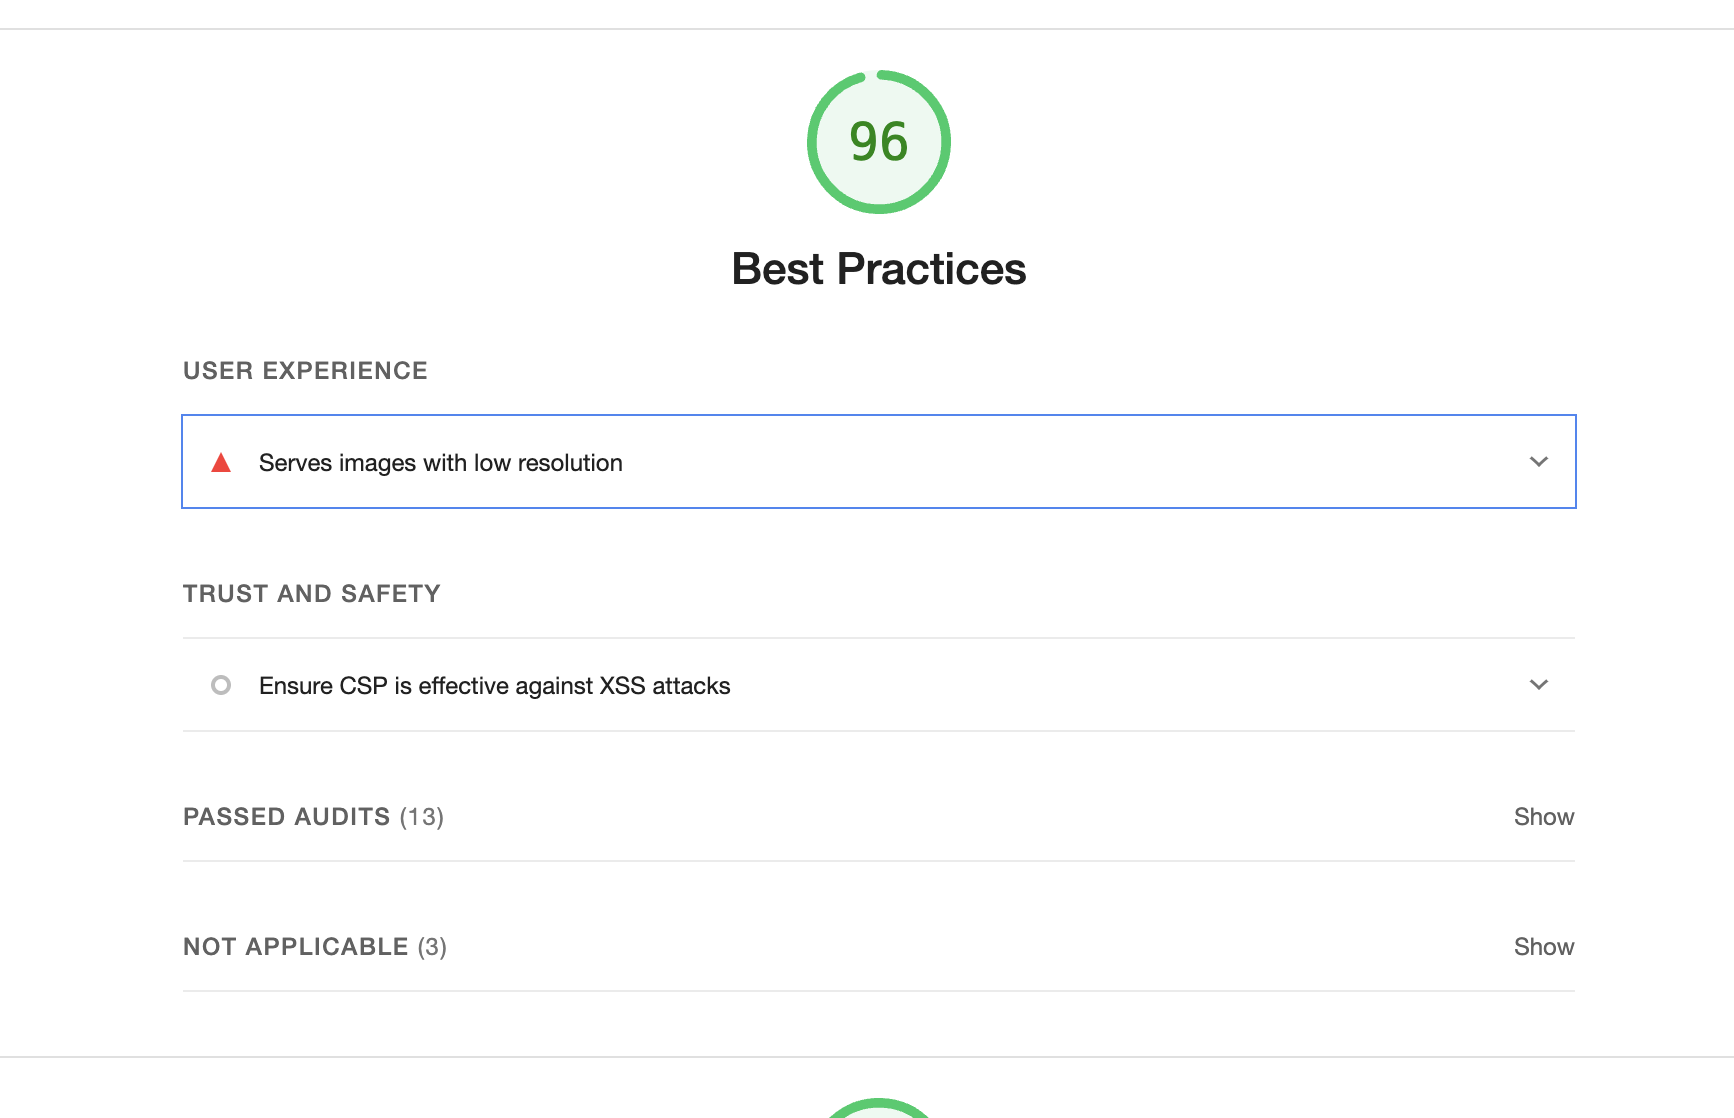 96
Best Practices
USER EXPERIENCE
Serves images with low resolution
TRUST AND SAFETY
Ensure CSP is effective against XSS attacks
PASSED AUDITS (13) Show
NOT APPLICABLE (3) Show